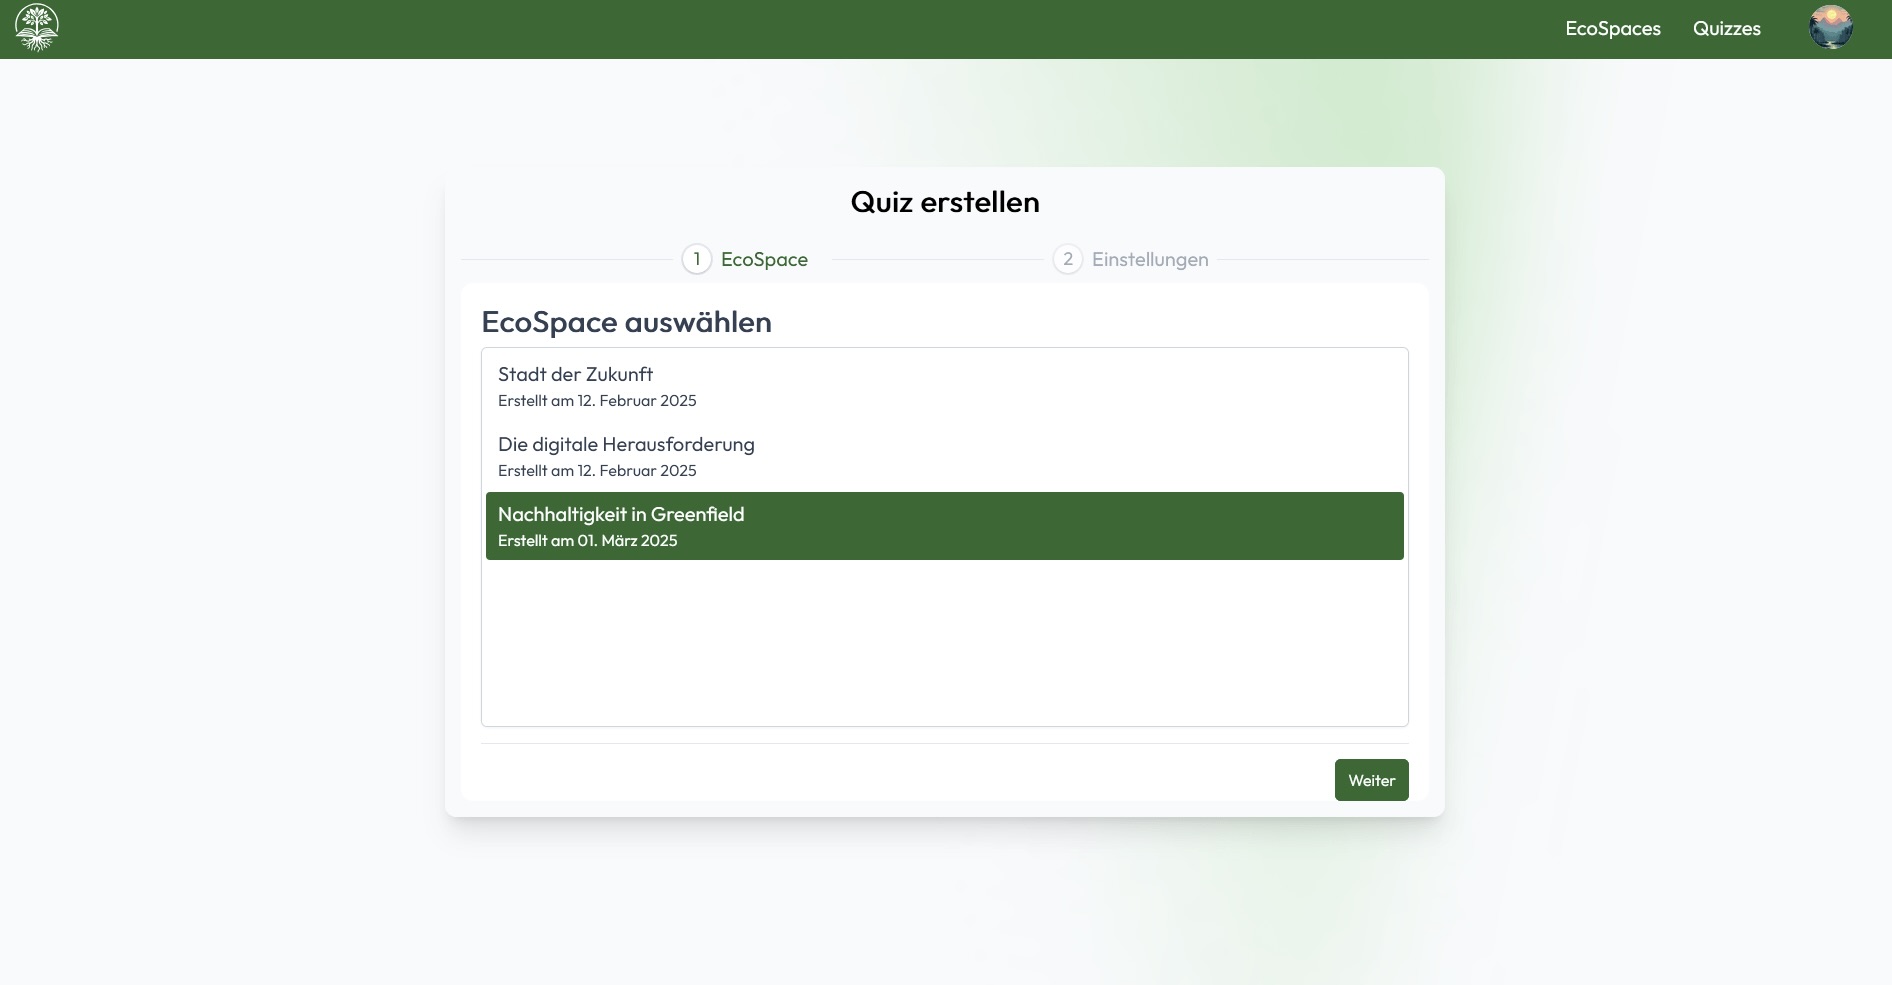 EcoSpaces
Quizzes
Quiz erstellen
1 EcoSpace
2 Einstellungen
EcoSpace auswählen
Stadt der Zukunft
Erstellt am 12. Februar 2025
Die digitale Herausforderung
Erstellt am 12. Februar 2025
Nachhaltigkeit in Greenfield
Erstellt am 01. März 2025
Weiter